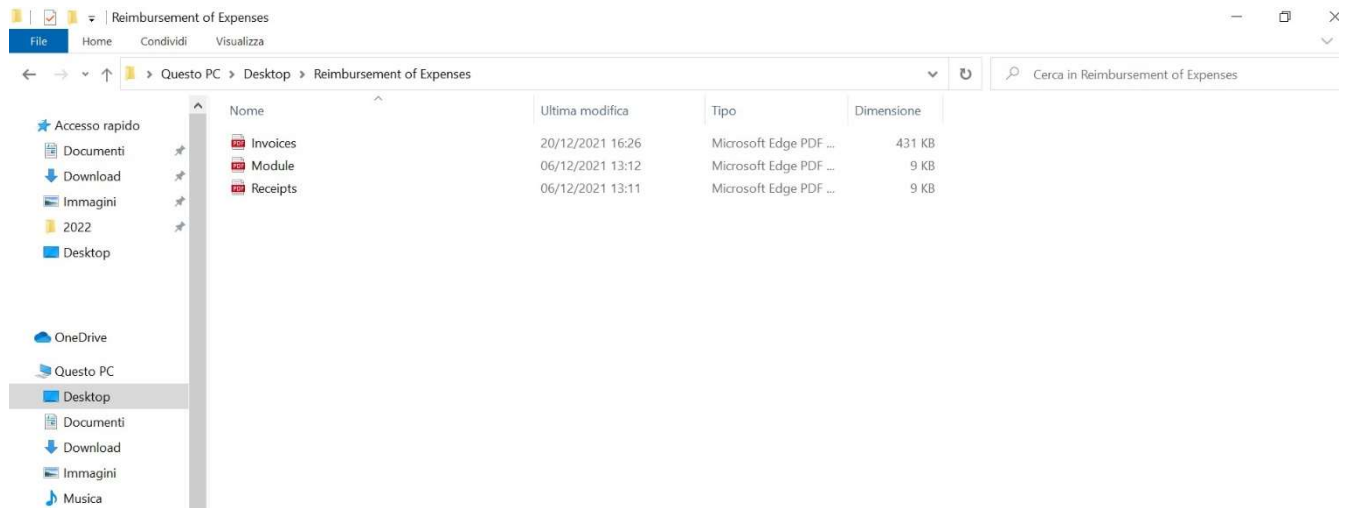 Reimbursement of Expenses
File Home Condividi Visualizza
Questo PC Desktop Reimbursement of Expenses Cerca in Reimbursement of Expenses
Nome Ultima modifica Tipo Dimensione
Accesso rapido
Documenti
Download
Immagini
2022
Desktop
OneDrive
Questo PC
Desktop
Documenti
Download
Immagini
Musica
PDF Invoices 20/12/2021 16:26 Microsoft Edge PDF ... 431 KB
PDF Module 06/12/2021 13:12 Microsoft Edge PDF ... 9 KB
PDF Receipts 06/12/2021 13:11 Microsoft Edge PDF ... 9 KB